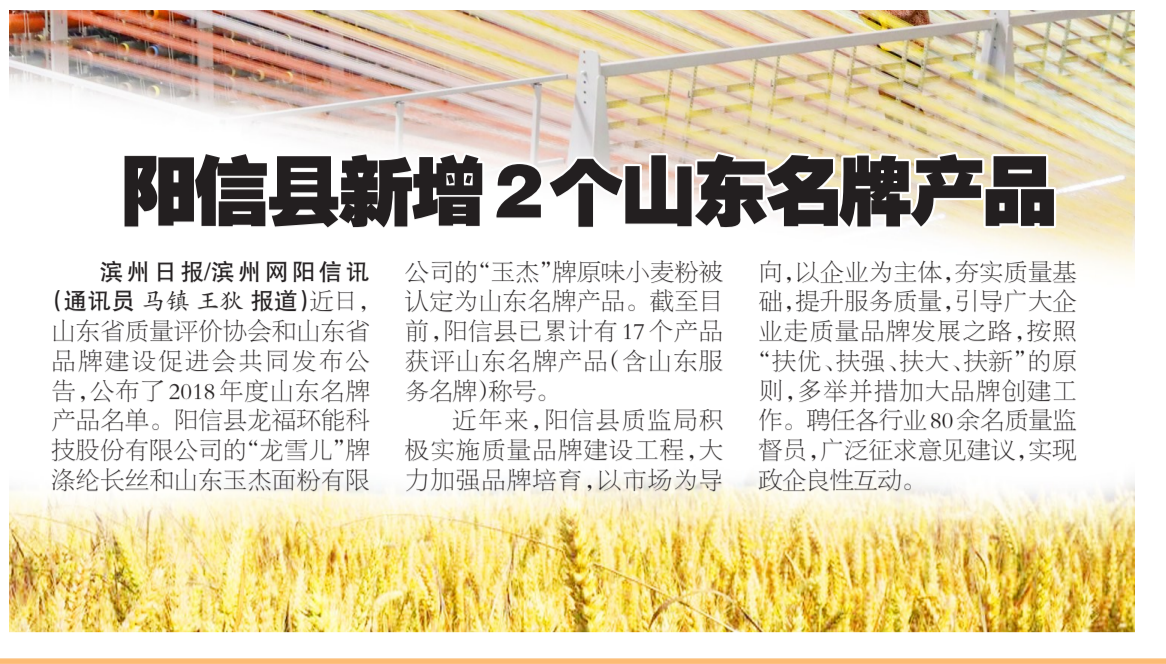 阳信县新增2个山东名牌产品
滨州日报/滨州网阳信讯
(通讯员 马镇 王狄 报道)近日,
山东省质量评价协会和山东省
品牌建设促进会共同发布公
告,公布了2018年度山东名牌
产品名单。阳信县龙福环能科
技股份有限公司的“龙雪儿”牌
涤纶长丝和山东玉杰面粉有限
公司的“玉杰”牌原味小麦粉被
认定为山东名牌产品。截至目
前,阳信县已累计有17个产品
获评山东名牌产品(含山东服
务名牌)称号。
近年来,阳信县质监局积
极实施质量品牌建设工程,大
力加强品牌培育,以市场为导
向,以企业为主体,夯实质量基
础,提升服务质量,引导广大企
业走质量品牌发展之路,按照
“扶优、扶强、扶大、扶新”的原
则,多举并措加大品牌创建工
作。聘任各行业80余名质量监
督员,广泛征求意见建议,实现
政企良性互动。